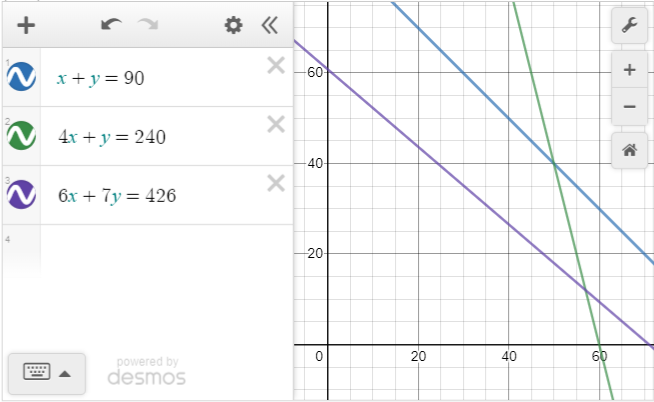 1
x + y = 90
2
4x + y = 240
3
6x + 7y = 426
4
powered by
desmos
60
40
20
0 20 40 60